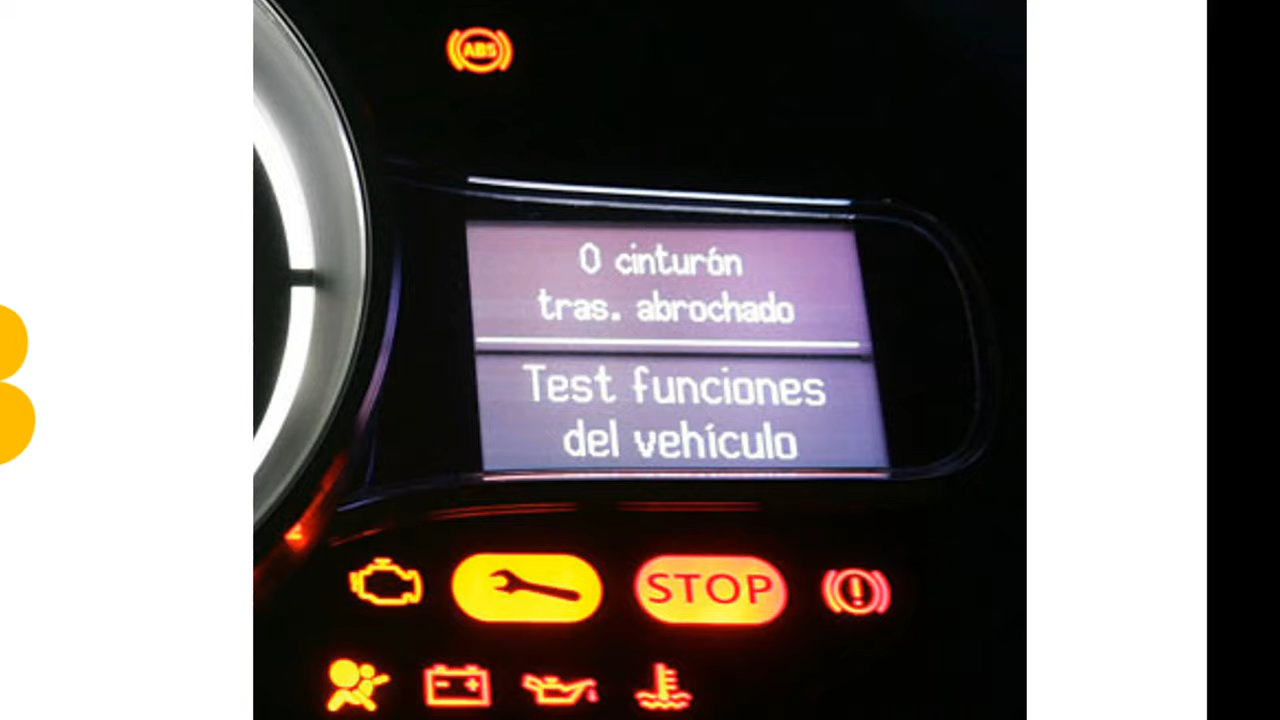 ABS
0 cinturón
tras. abrochado
Test funciones
del vehículo
STOP